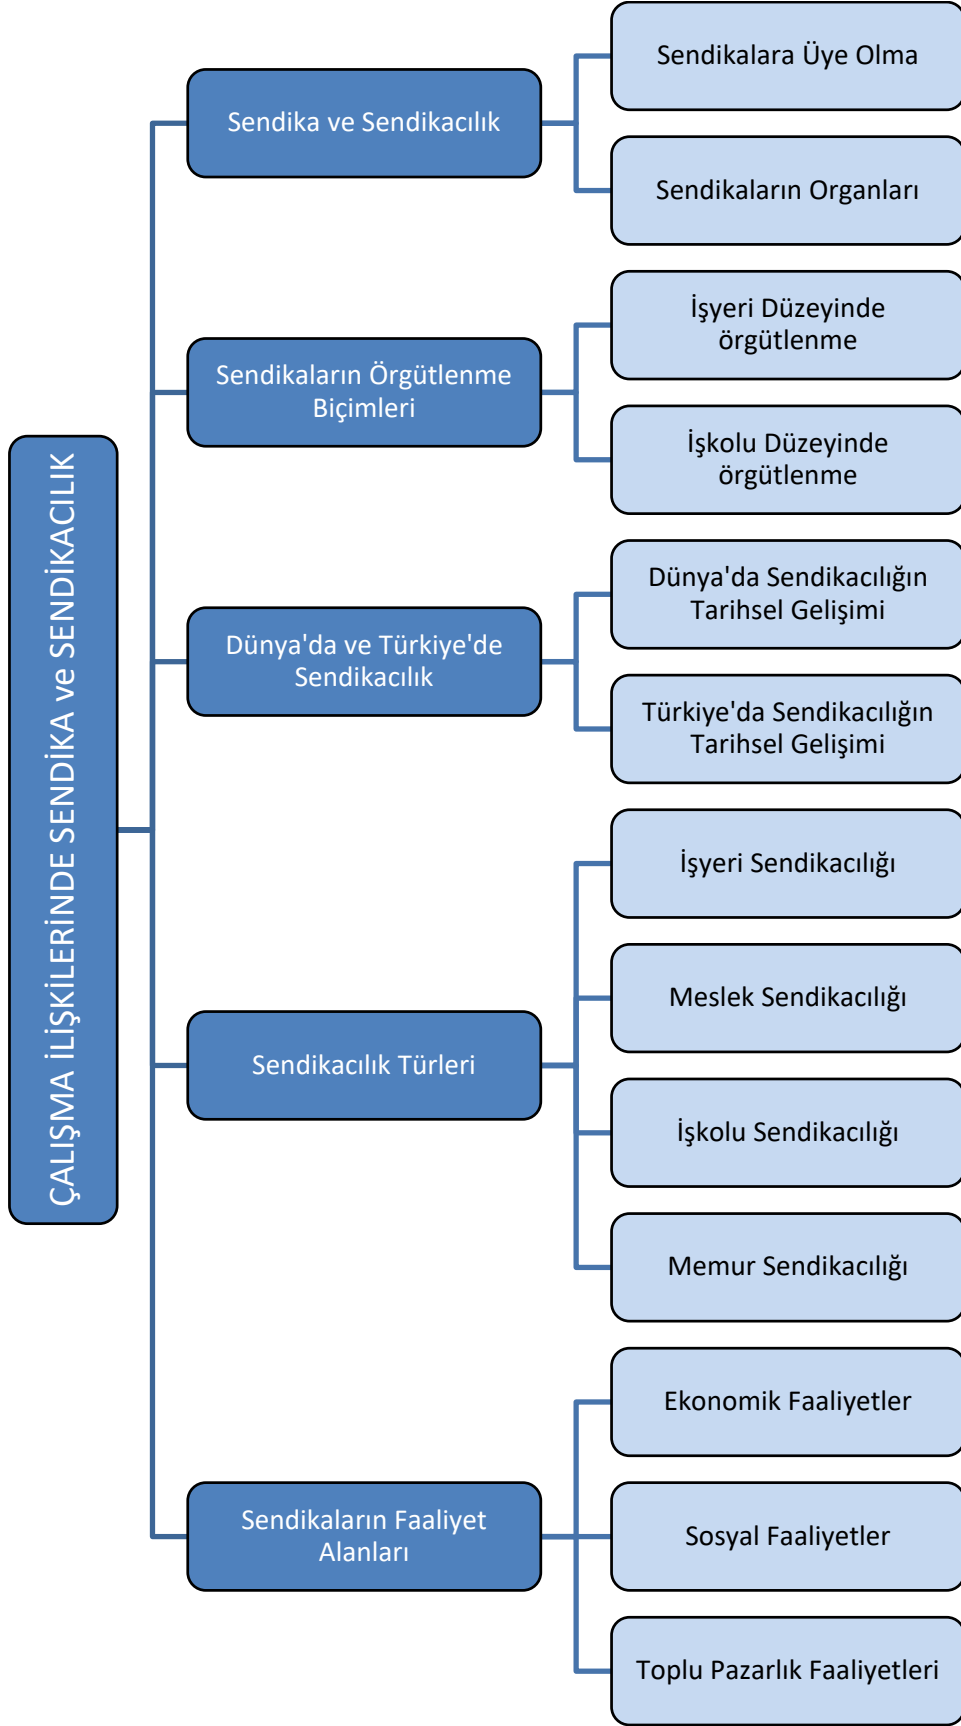 ÇALIŞMA İLİŞKİLERİNDE SENDİKA ve SENDİKACILIK
Sendika ve Sendikacılık
Sendikalara Üye Olma
Sendikaların Organları
Sendikaların Örgütlenme
Biçimleri
İşyeri Düzeyinde
örgütlenme
İşkolu Düzeyinde
örgütlenme
Dünya'da ve Türkiye'de
Sendikacılık
Dünya'da Sendikacılığın
Tarihsel Gelişimi
Türkiye'da Sendikacılığın
Tarihsel Gelişimi
Sendikacılık Türleri
İşyeri Sendikacılığı
Meslek Sendikacılığı
İşkolu Sendikacılığı
Memur Sendikacılığı
Sendikaların Faaliyet
Alanları
Ekonomik Faaliyetler
Sosyal Faaliyetler
Toplu Pazarlık Faaliyetleri